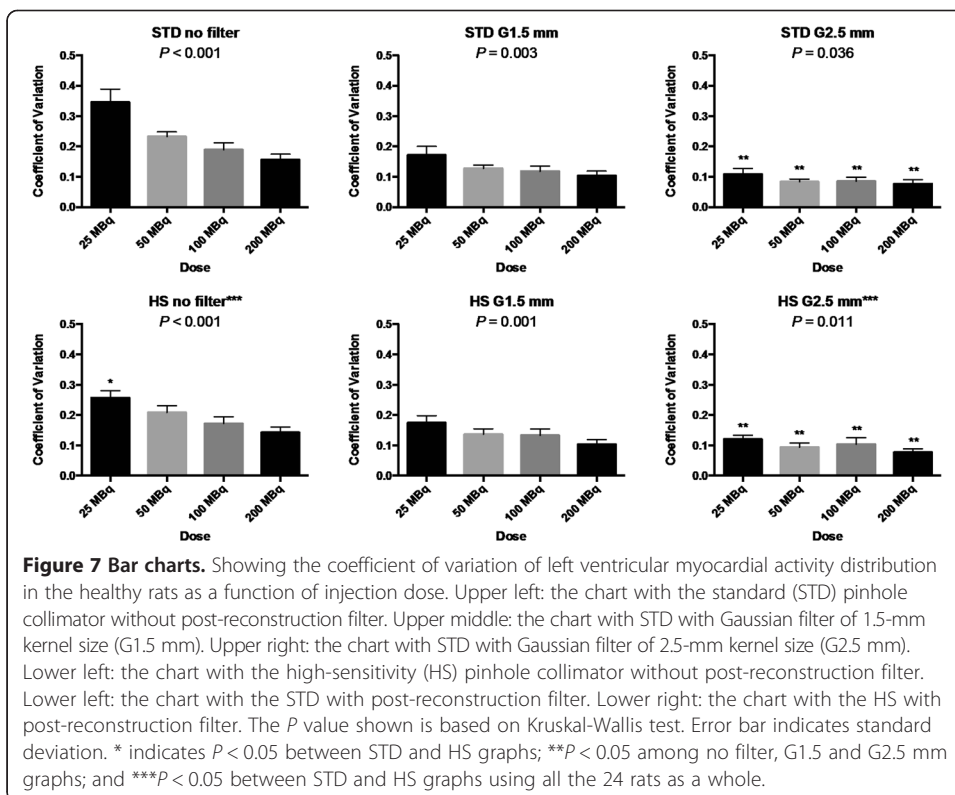 STD no filter
P < 0.001
Coefficient of Variation
0.5
0.4
0.3
0.2
0.1
0.0
25 MBq
50 MBq
100 MBq
200 MBq
Dose
STD G1.5 mm
P = 0.003
Coefficient of Variation
0.5
0.4
0.3
0.2
0.1
0.0
25 MBq
50 MBq
100 MBq
200 MBq
Dose
STD G2.5 mm
P = 0.036
Coefficient of Variation
0.5
0.4
0.3
0.2
0.1
0.0
**
**
**
**
25 MBq
50 MBq
100 MBq
200 MBq
Dose
HS no filter***
P < 0.001
Coefficient of Variation
0.5
0.4
0.3
0.2
0.1
0.0
*
25 MBq
50 MBq
100 MBq
200 MBq
Dose
HS G1.5 mm
P = 0.001
Coefficient of Variation
0.5
0.4
0.3
0.2
0.1
0.0
25 MBq
50 MBq
100 MBq
200 MBq
Dose
HS G2.5 mm***
P = 0.011
Coefficient of Variation
0.5
0.4
0.3
0.2
0.1
0.0
**
**
**
**
25 MBq
50 MBq
100 MBq
200 MBq
Dose
Figure 7 Bar charts. Showing the coefficient of variation of left ventricular myocardial activity distribution
in the healthy rats as a function of injection dose. Upper left: the chart with the standard (STD) pinhole
collimator without post-reconstruction filter. Upper middle: the chart with STD with Gaussian filter of 1.5-mm
kernel size (G1.5 mm). Upper right: the chart with STD with Gaussian filter of 2.5-mm kernel size (G2.5 mm).
Lower left: the chart with the high-sensitivity (HS) pinhole collimator without post-reconstruction filter.
Lower left: the chart with the STD with post-reconstruction filter. Lower right: the chart with the HS with
post-reconstruction filter. The P value shown is based on Kruskal-Wallis test. Error bar indicates standard
deviation. * indicates P < 0.05 between STD and HS graphs; **P < 0.05 among no filter, G1.5 and G2.5 mm
graphs; and ***P < 0.05 between STD and HS graphs using all the 24 rats as a whole.